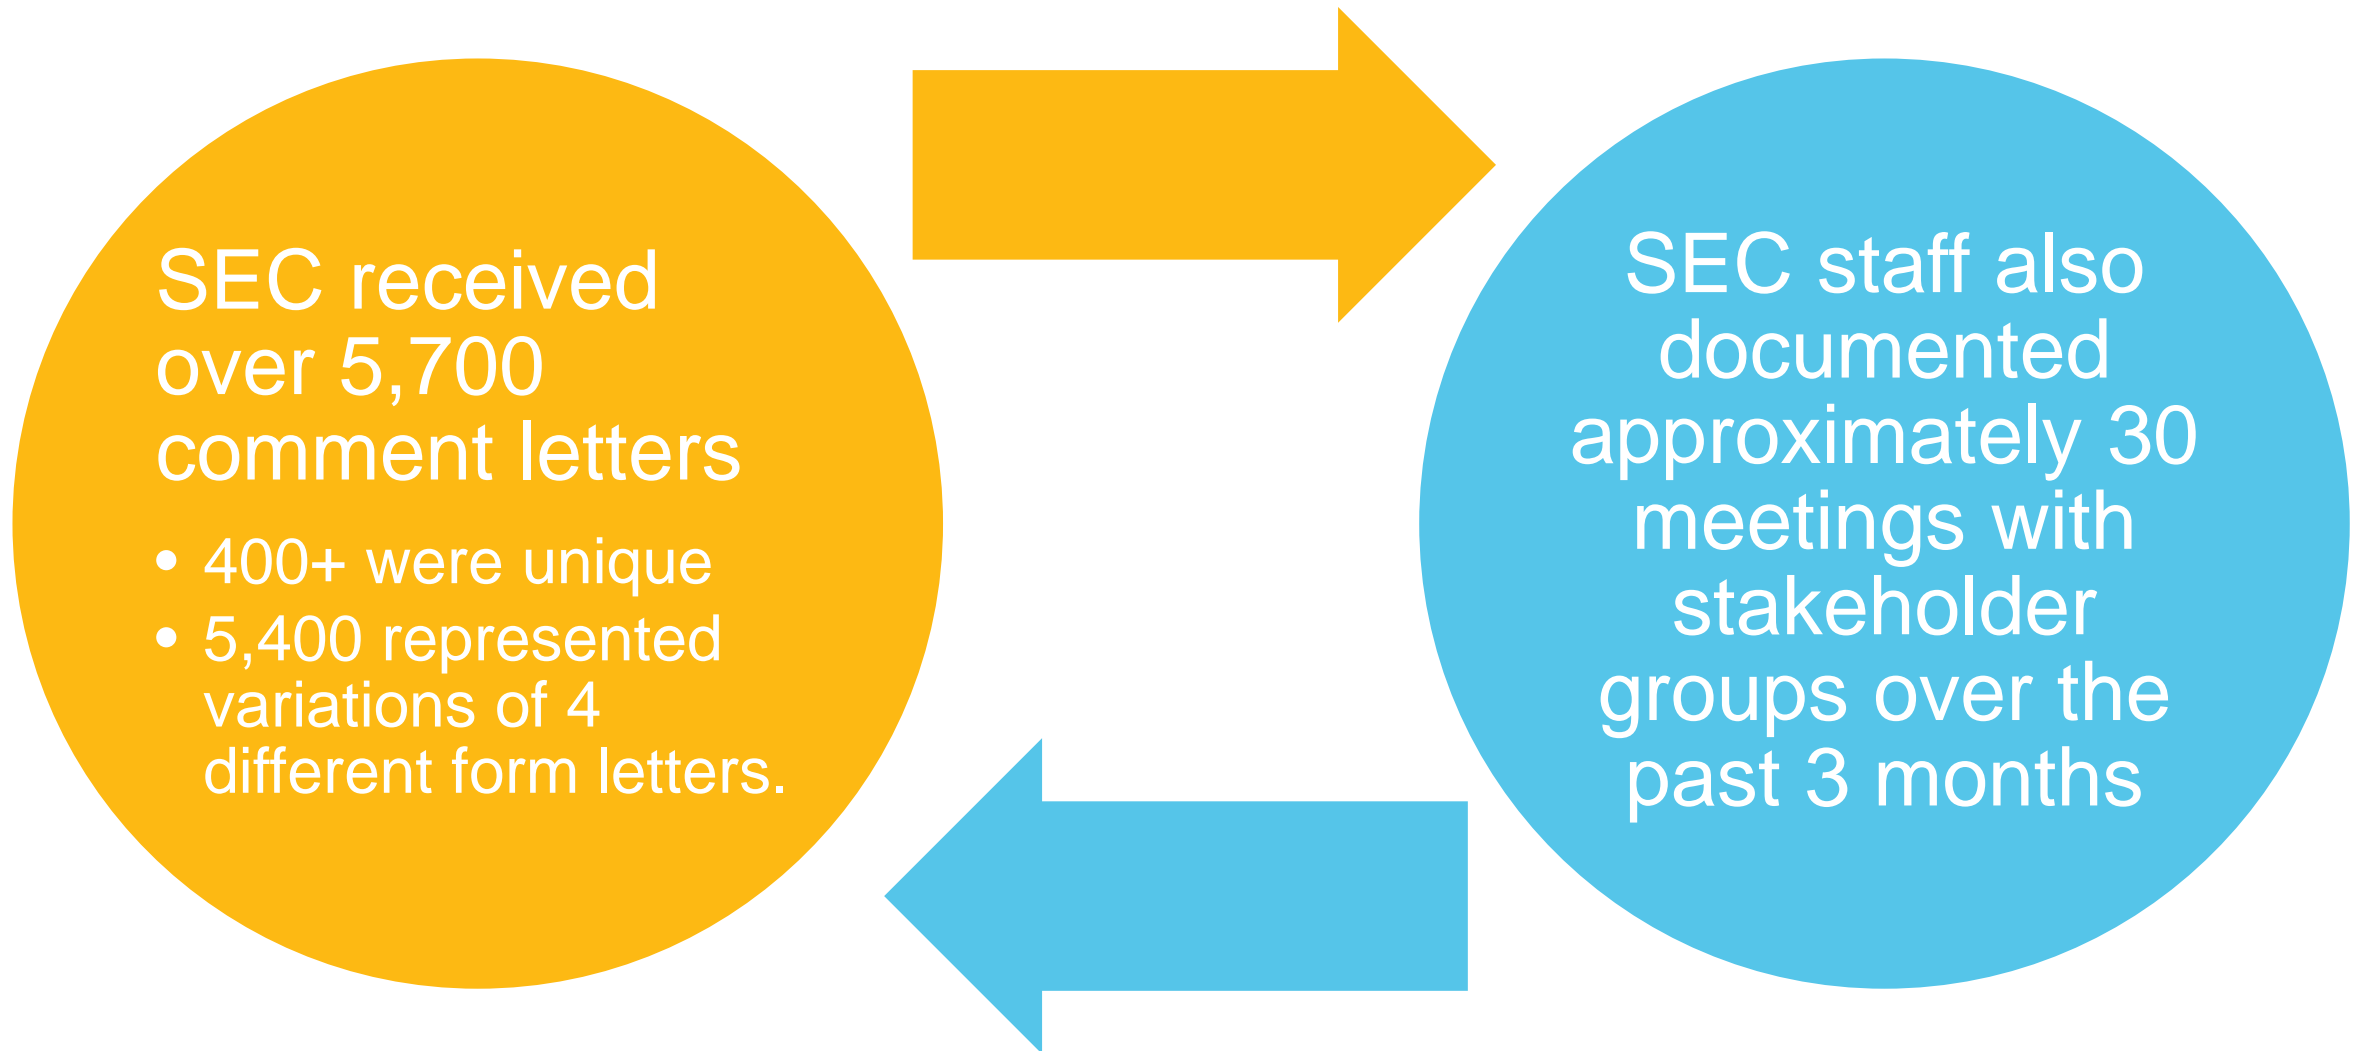 SEC received
over 5,700
comment letters
• 400+ were unique
• 5,400 represented
variations of 4
different form letters.
SEC staff also
documented
approximately 30
meetings with
stakeholder
groups over the
past 3 months